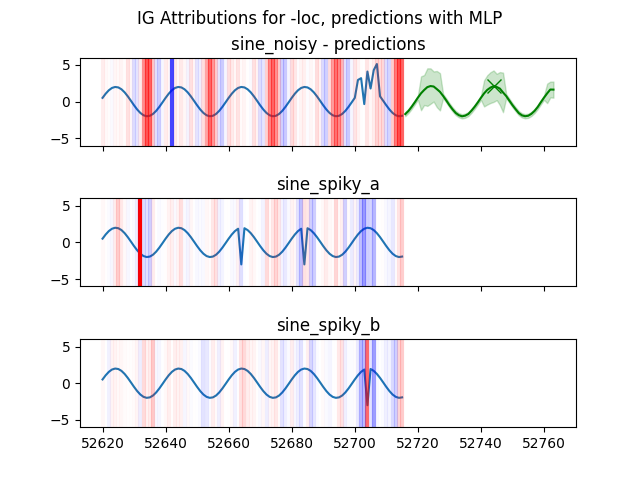 IG Attributions for -loc, predictions with MLP
sine_noisy - predictions
5
0
−5
sine_spiky_a
5
0
−5
sine_spiky_b
5
0
−5
52620 52640 52660 52680 52700 52720 52740 52760